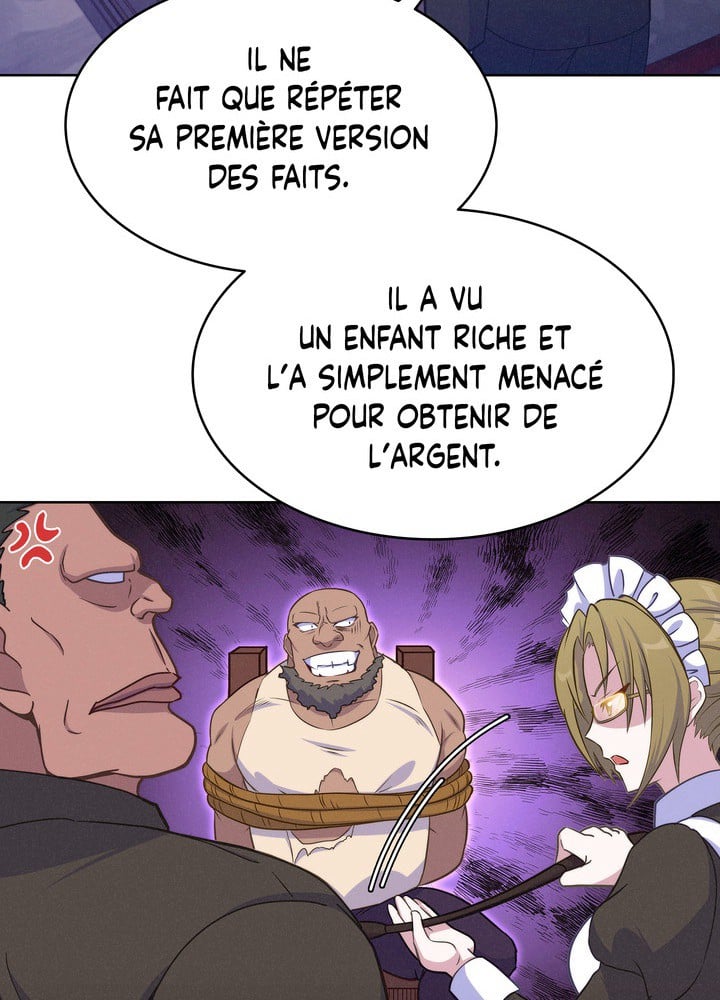 IL NE
FAIT QUE RÉPÉTER
SA PREMIÈRE VERSION
DES FAITS.
IL A VU
UN ENFANT RICHE ET
L'A SIMPLEMENT MENACÉ
POUR OBTENIR DE
L'ARGENT.